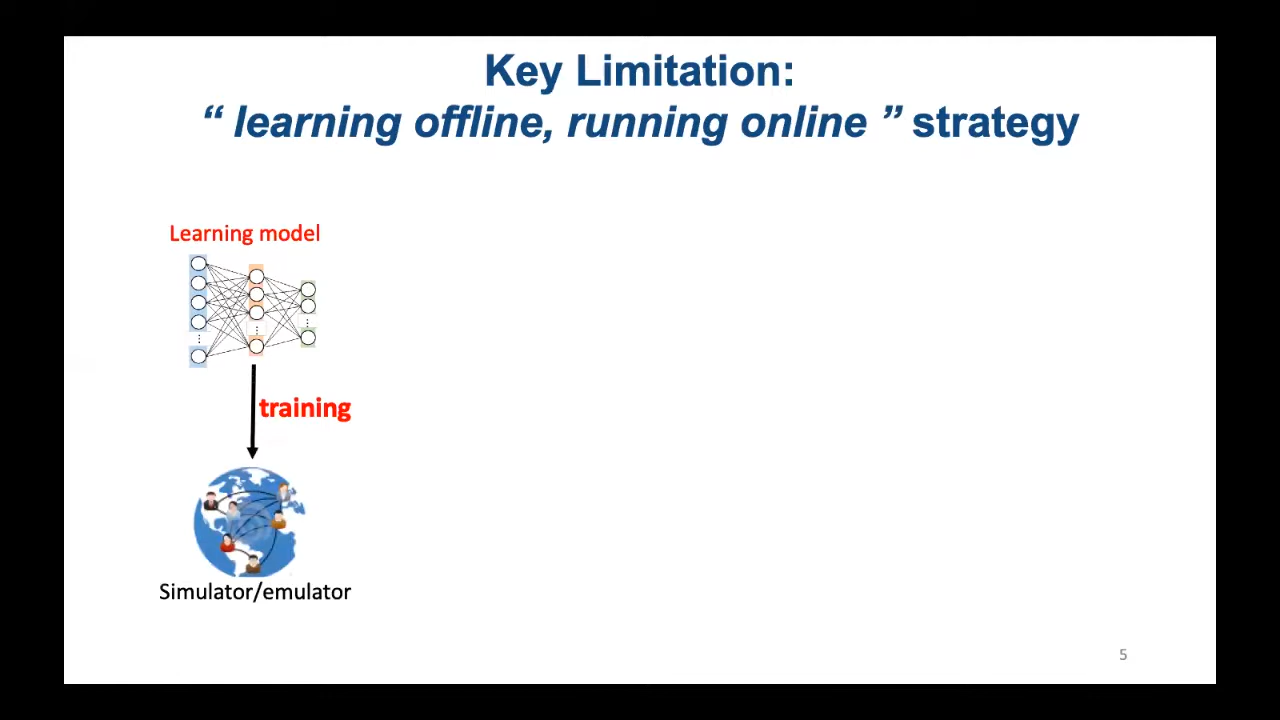 Key Limitation:
“ learning offline, running online ” strategy
Learning model
training
Simulator/emulator
5